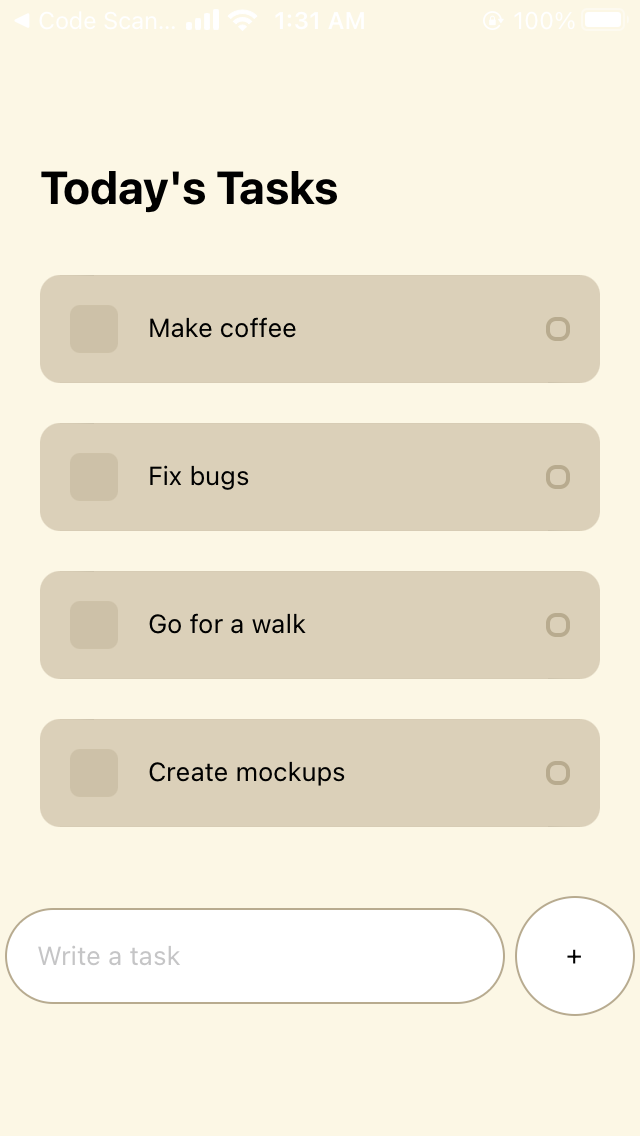 ◀ Code Scan... 1:31 AM 100%
Today's Tasks
Make coffee
Fix bugs
Go for a walk
Create mockups
Write a task +